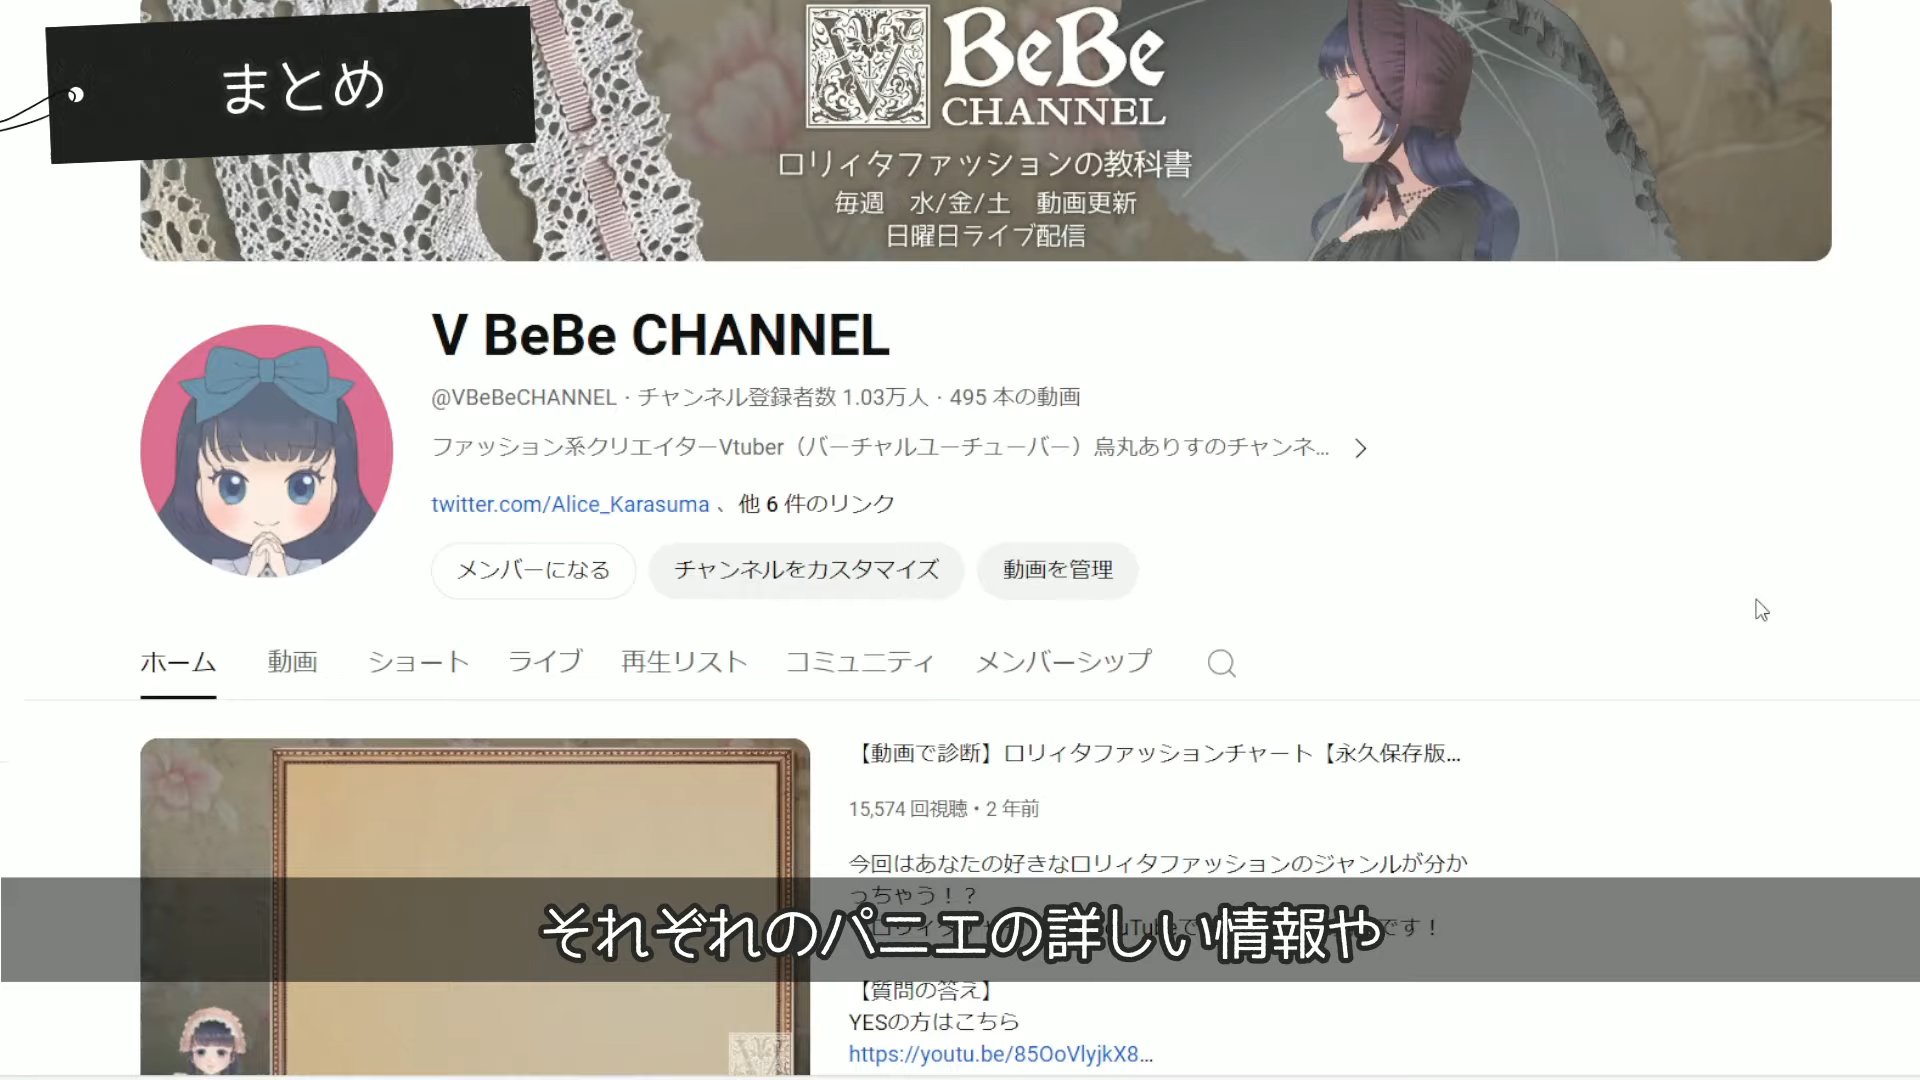 まとめ
V
BeBe
CHANNEL
ロリィタファッションの教科書
毎週 水/金/土 動画更新
日曜日ライブ配信
V BeBe CHANNEL
@VBeBeCHANNEL · チャンネル登録者数 1.03万人 · 495 本の動画
ファッション系クリエイターVtuber（バーチャルユーチューバー）烏丸ありすのチャンネ...
twitter.com/Alice_Karasuma 、他 6 件のリンク
メンバーになる
チャンネルをカスタマイズ
動画を管理
ホーム 動画 ショート ライブ 再生リスト コミュニティ メンバーシップ
【動画で診断】ロリィタファッションチャート【永久保存版...
15,574 回視聴・2 年前
今回はあなたの好きなロリィタファッションのジャンルが分か
っちゃう！？
です！
それぞれのパニエの詳しい情報や
【質問の答え】
YESの方はこちら
https://youtu.be/85OoVlyjkX8...